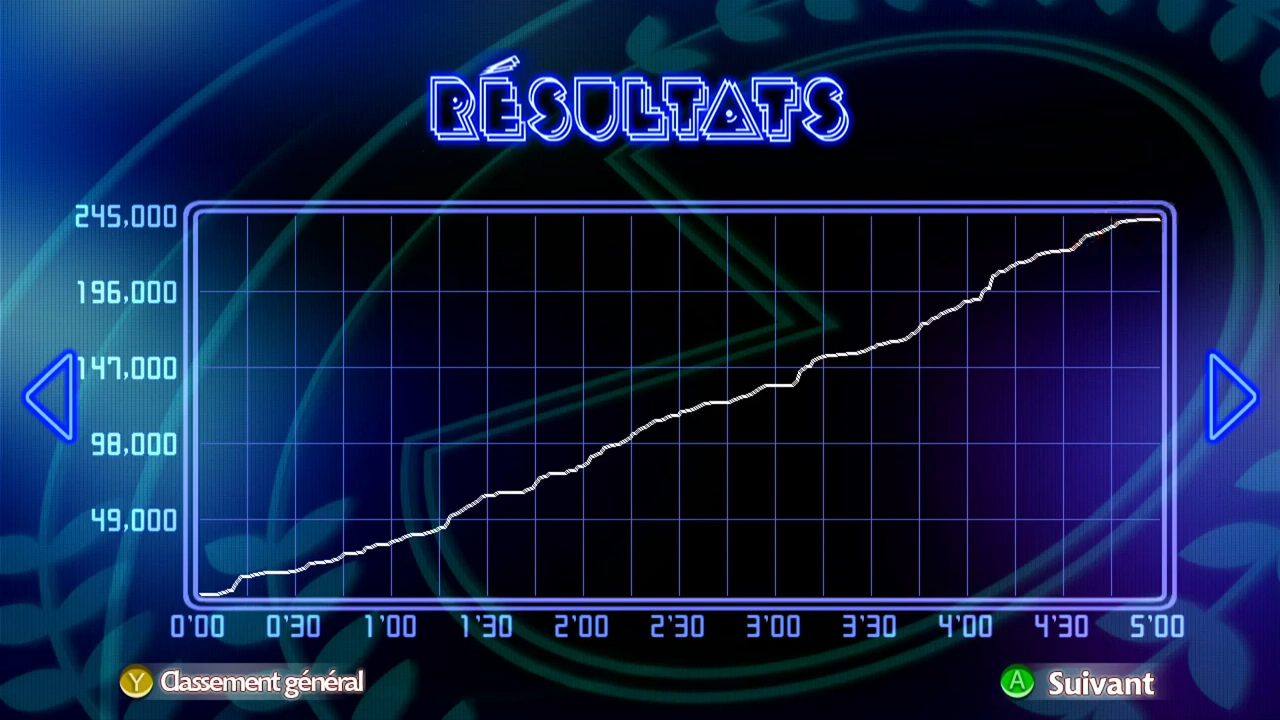 RÉSULTATS
245,000
196,000
147,000
98,000
49,000
0'00 0'30 1'00 1'30 2'00 2'30 3'00 3'30 4'00 4'30 5'00
Y Classement général
A Suivant